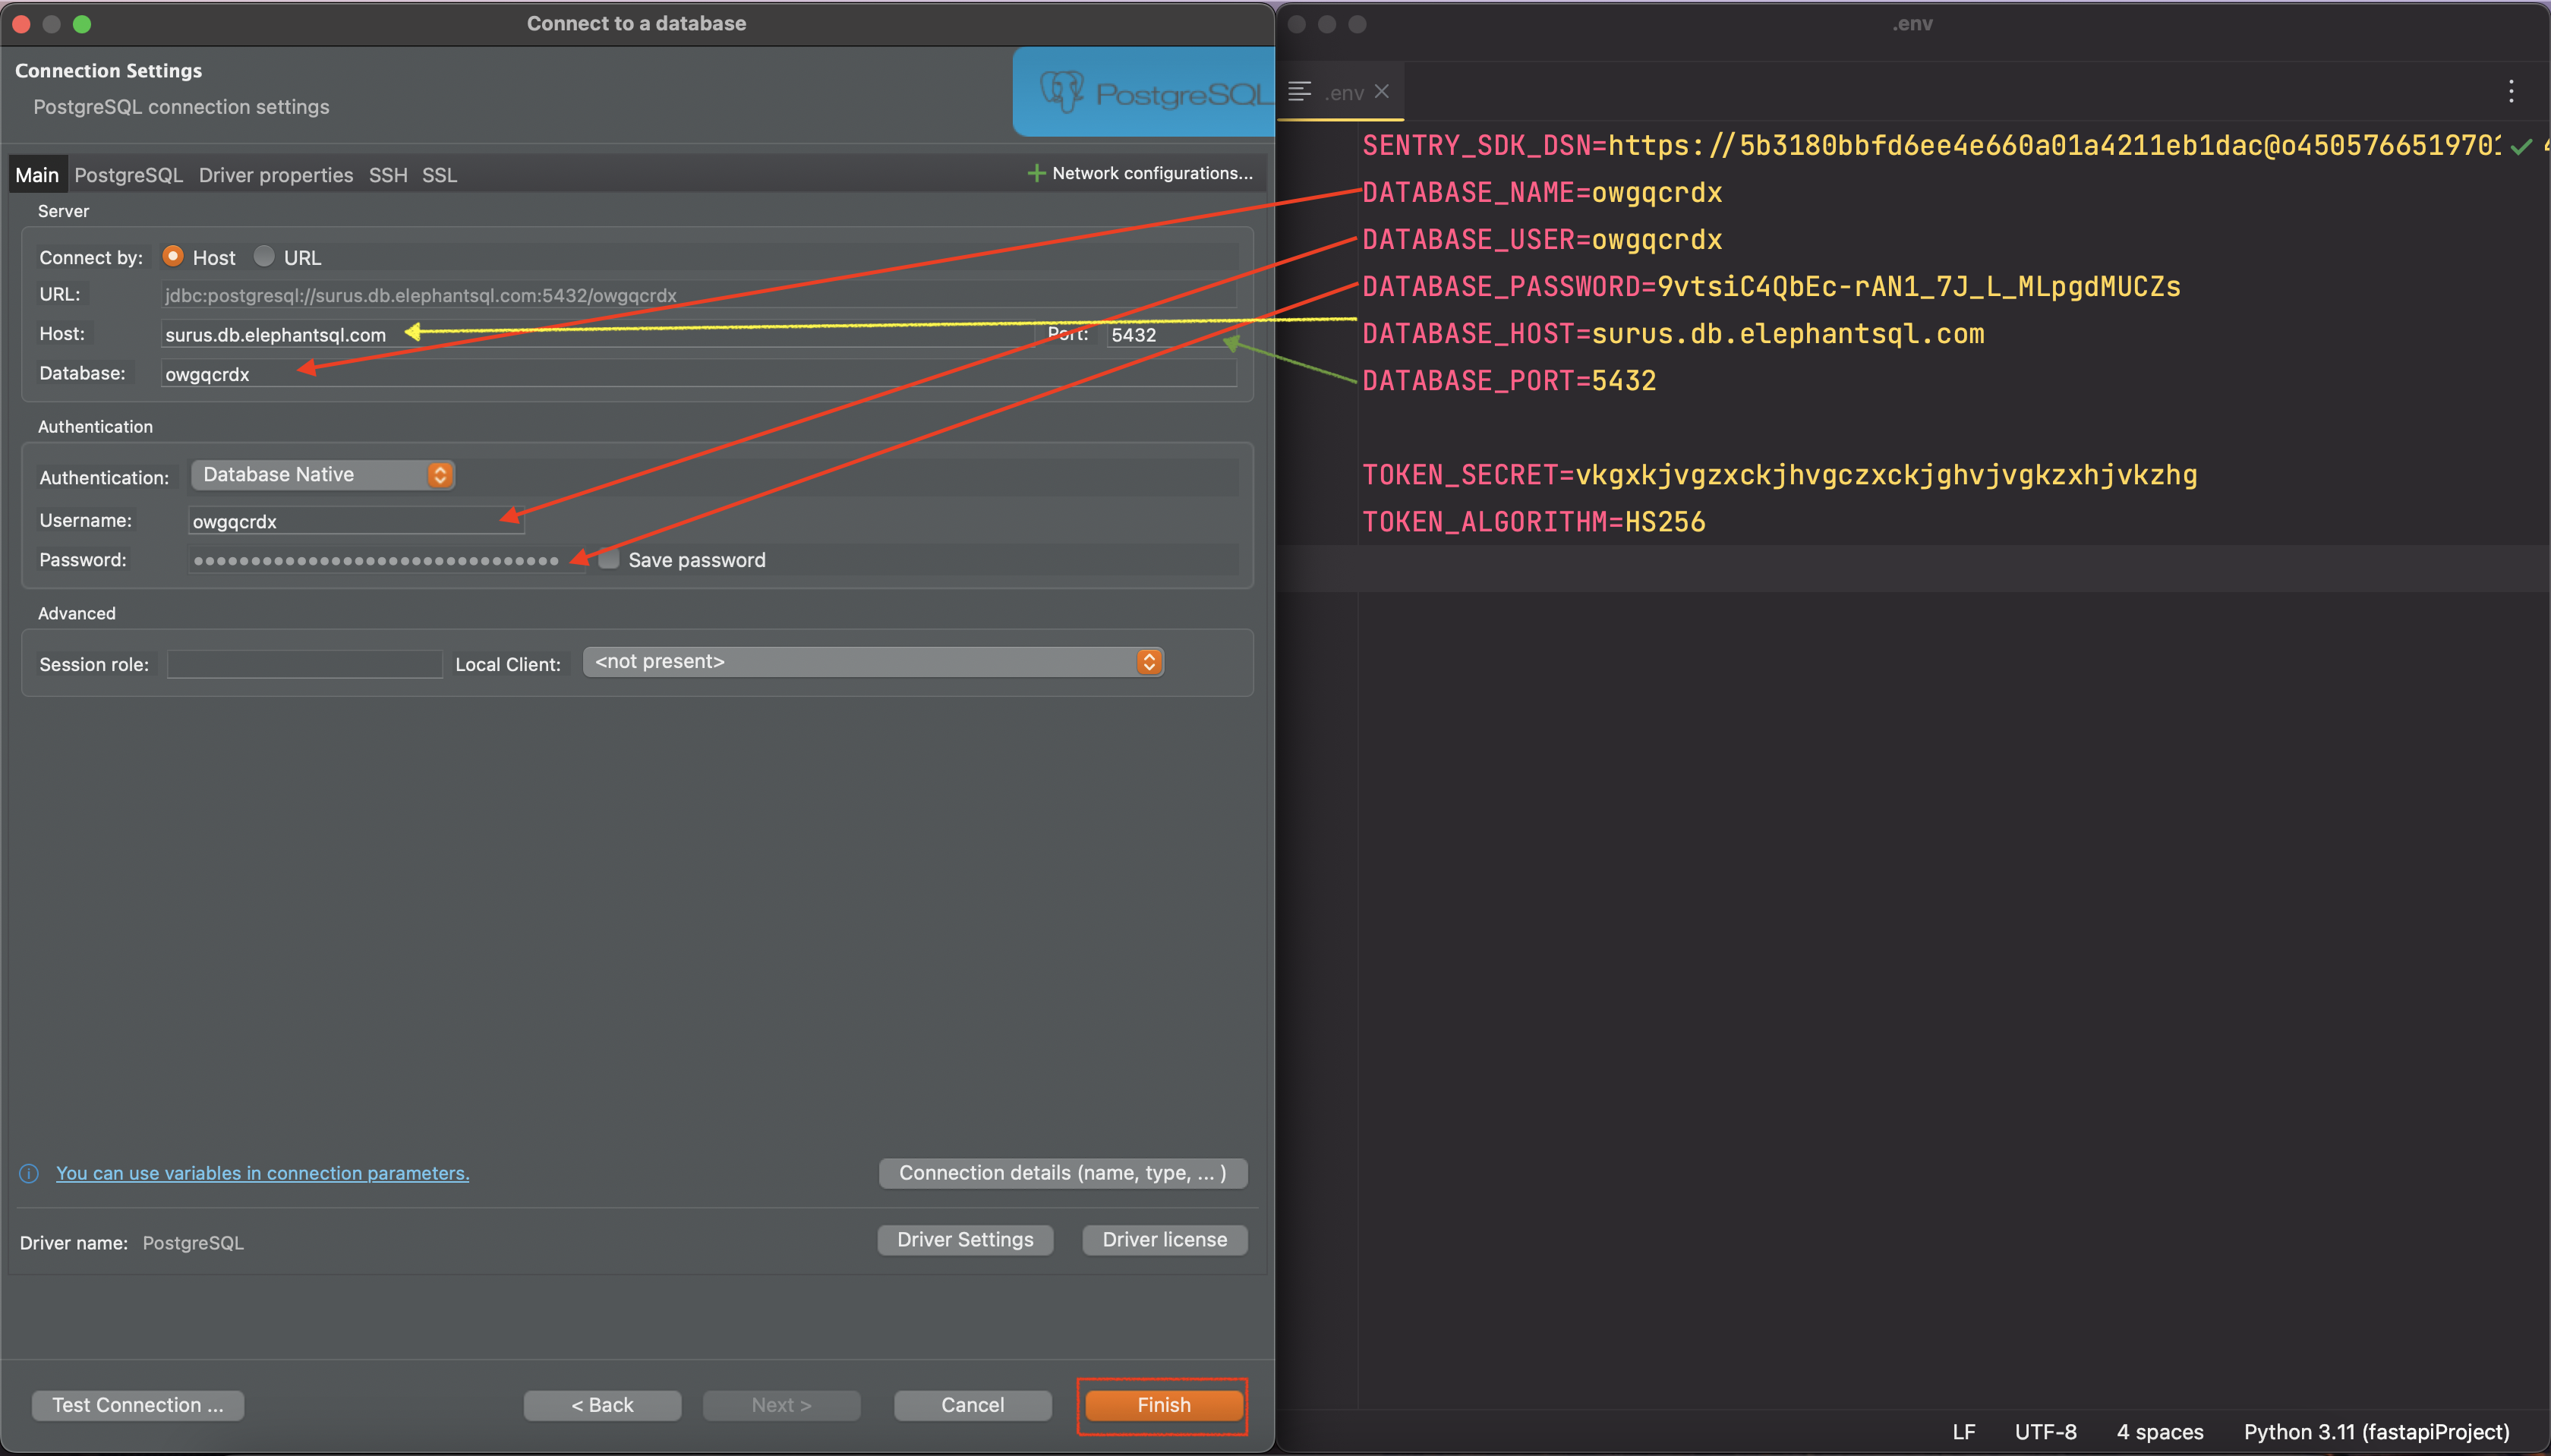 Connect to a database
Connection Settings
PostgreSQL connection settings
PostgreSQL
Main PostgreSQL Driver properties SSH SSL
Network configurations...
Server
Connect by: Host URL
URL: jdbc:postgresql://surus.db.elephantsql.com:5432/owgqcrdx
Host: surus.db.elephantsql.com Port: 5432
Database: owgqcrdx
Authentication
Authentication: Database Native
Username: owgqcrdx
Password: ●●●●●●●●●●●●●●●●●●●●●●●●●●●●●●●● Save password
Advanced
Session role: Local Client: <not present>
You can use variables in connection parameters.
Connection details (name, type, ... )
Driver name: PostgreSQL
Driver Settings Driver license
Test Connection ... < Back Next > Cancel Finish
.env
.env
SENTRY_SDK_DSN=https://5b3180bbfd6ee4e660a01a4211eb1dac@o450576651970
DATABASE_NAME=owgqcrdx
DATABASE_USER=owgqcrdx
DATABASE_PASSWORD=9vtsiC4QbEc-rAN1_7J_L_MLpgdMUCZs
DATABASE_HOST=surus.db.elephantsql.com
DATABASE_PORT=5432
TOKEN_SECRET=vkgxkjvgzxckjhvgczxckjghvjvgkzxhjvkzhg
TOKEN_ALGORITHM=HS256
LF UTF-8 4 spaces Python 3.11 (fastapiProject)